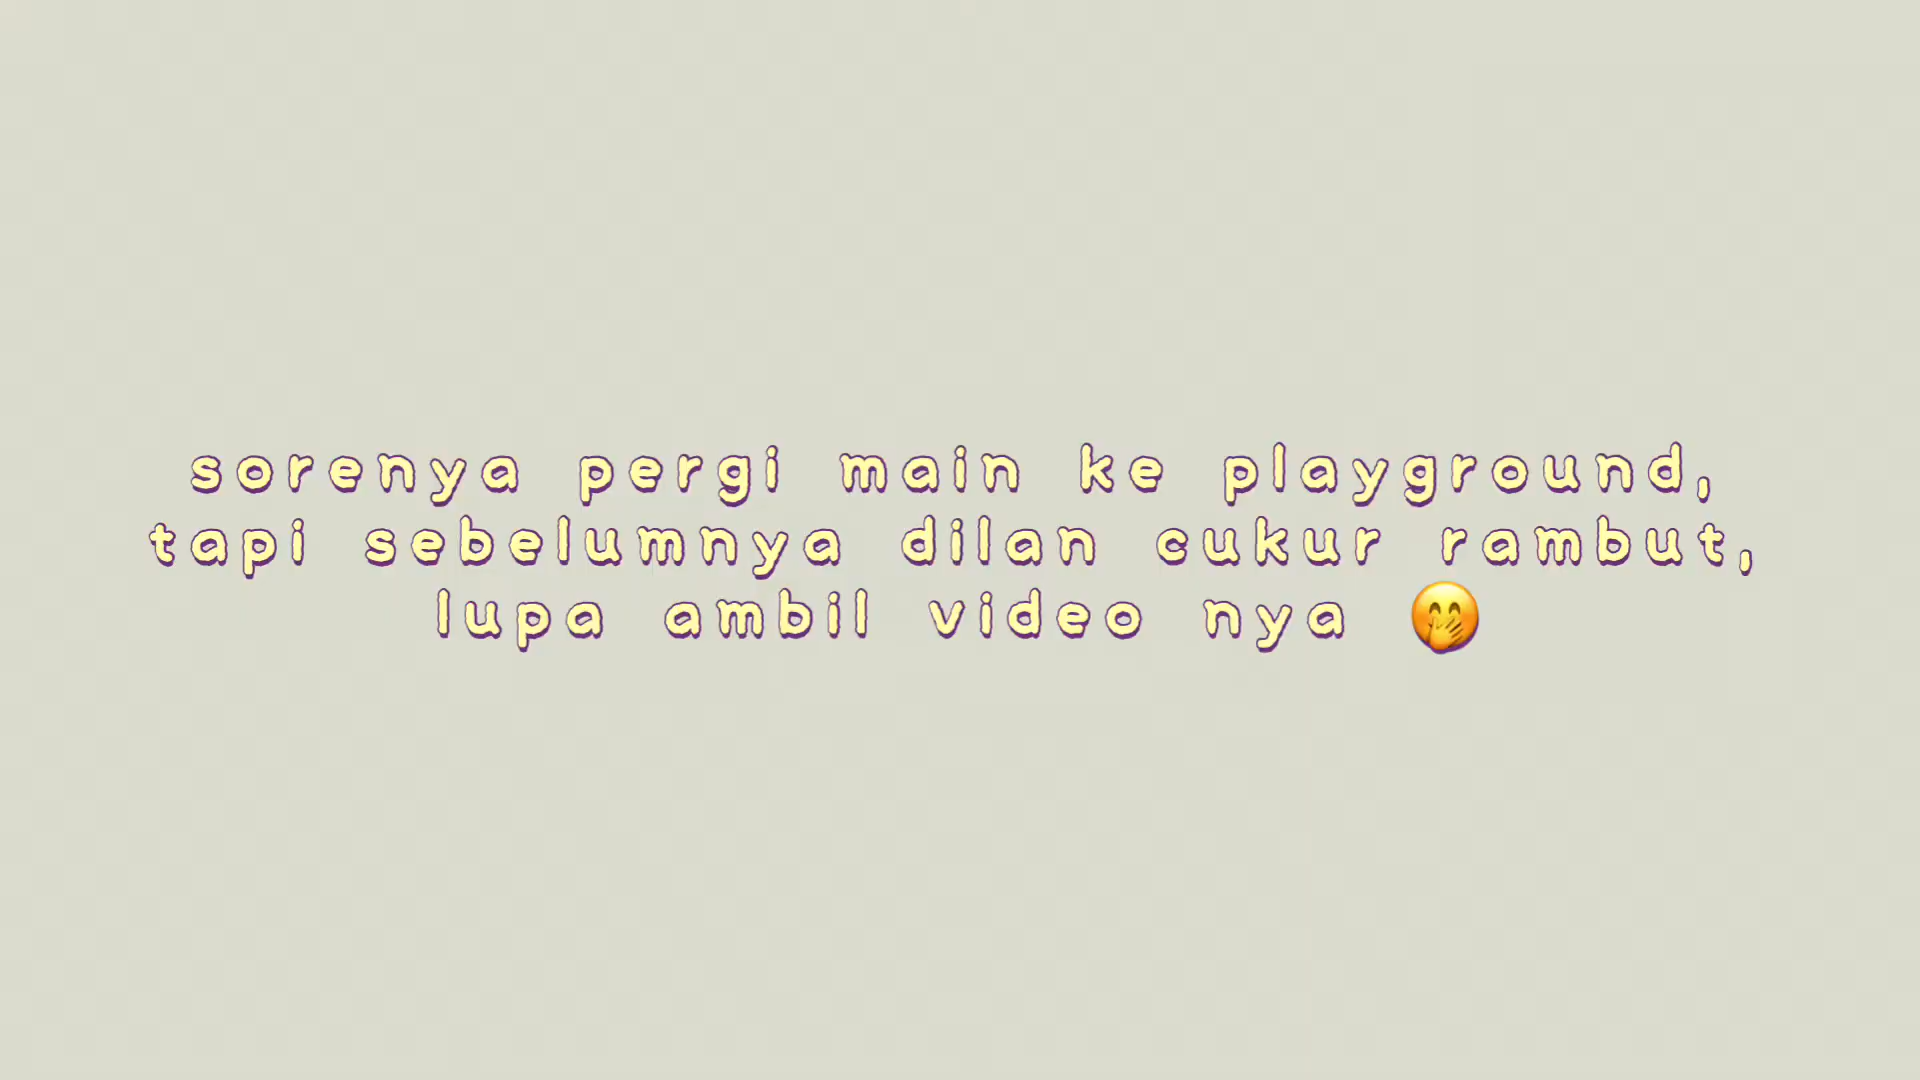 sorenya pergi main ke playground,
tapi sebelumnya dilan cukur rambut,
lupa ambil video nya 🤭